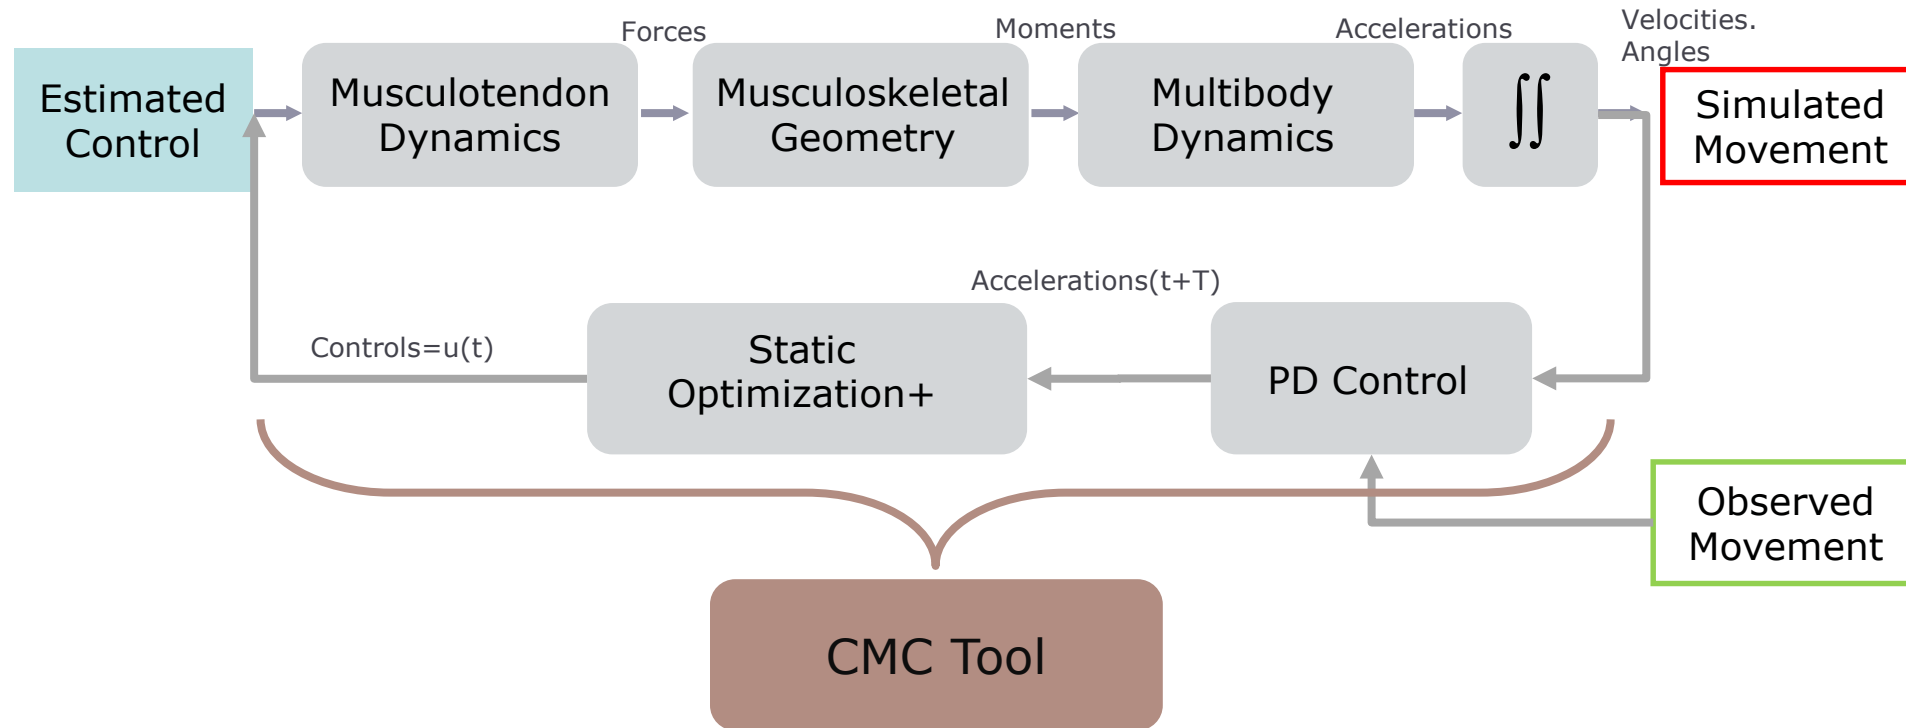 Forces
Moments
Accelerations
Velocities.
Angles
Estimated
Control
Musculotendon
Dynamics
Musculoskeletal
Geometry
Multibody
Dynamics
∬
Simulated
Movement
Accelerations(t+T)
Controls=u(t)
Static
Optimization+
PD Control
Observed
Movement
CMC Tool